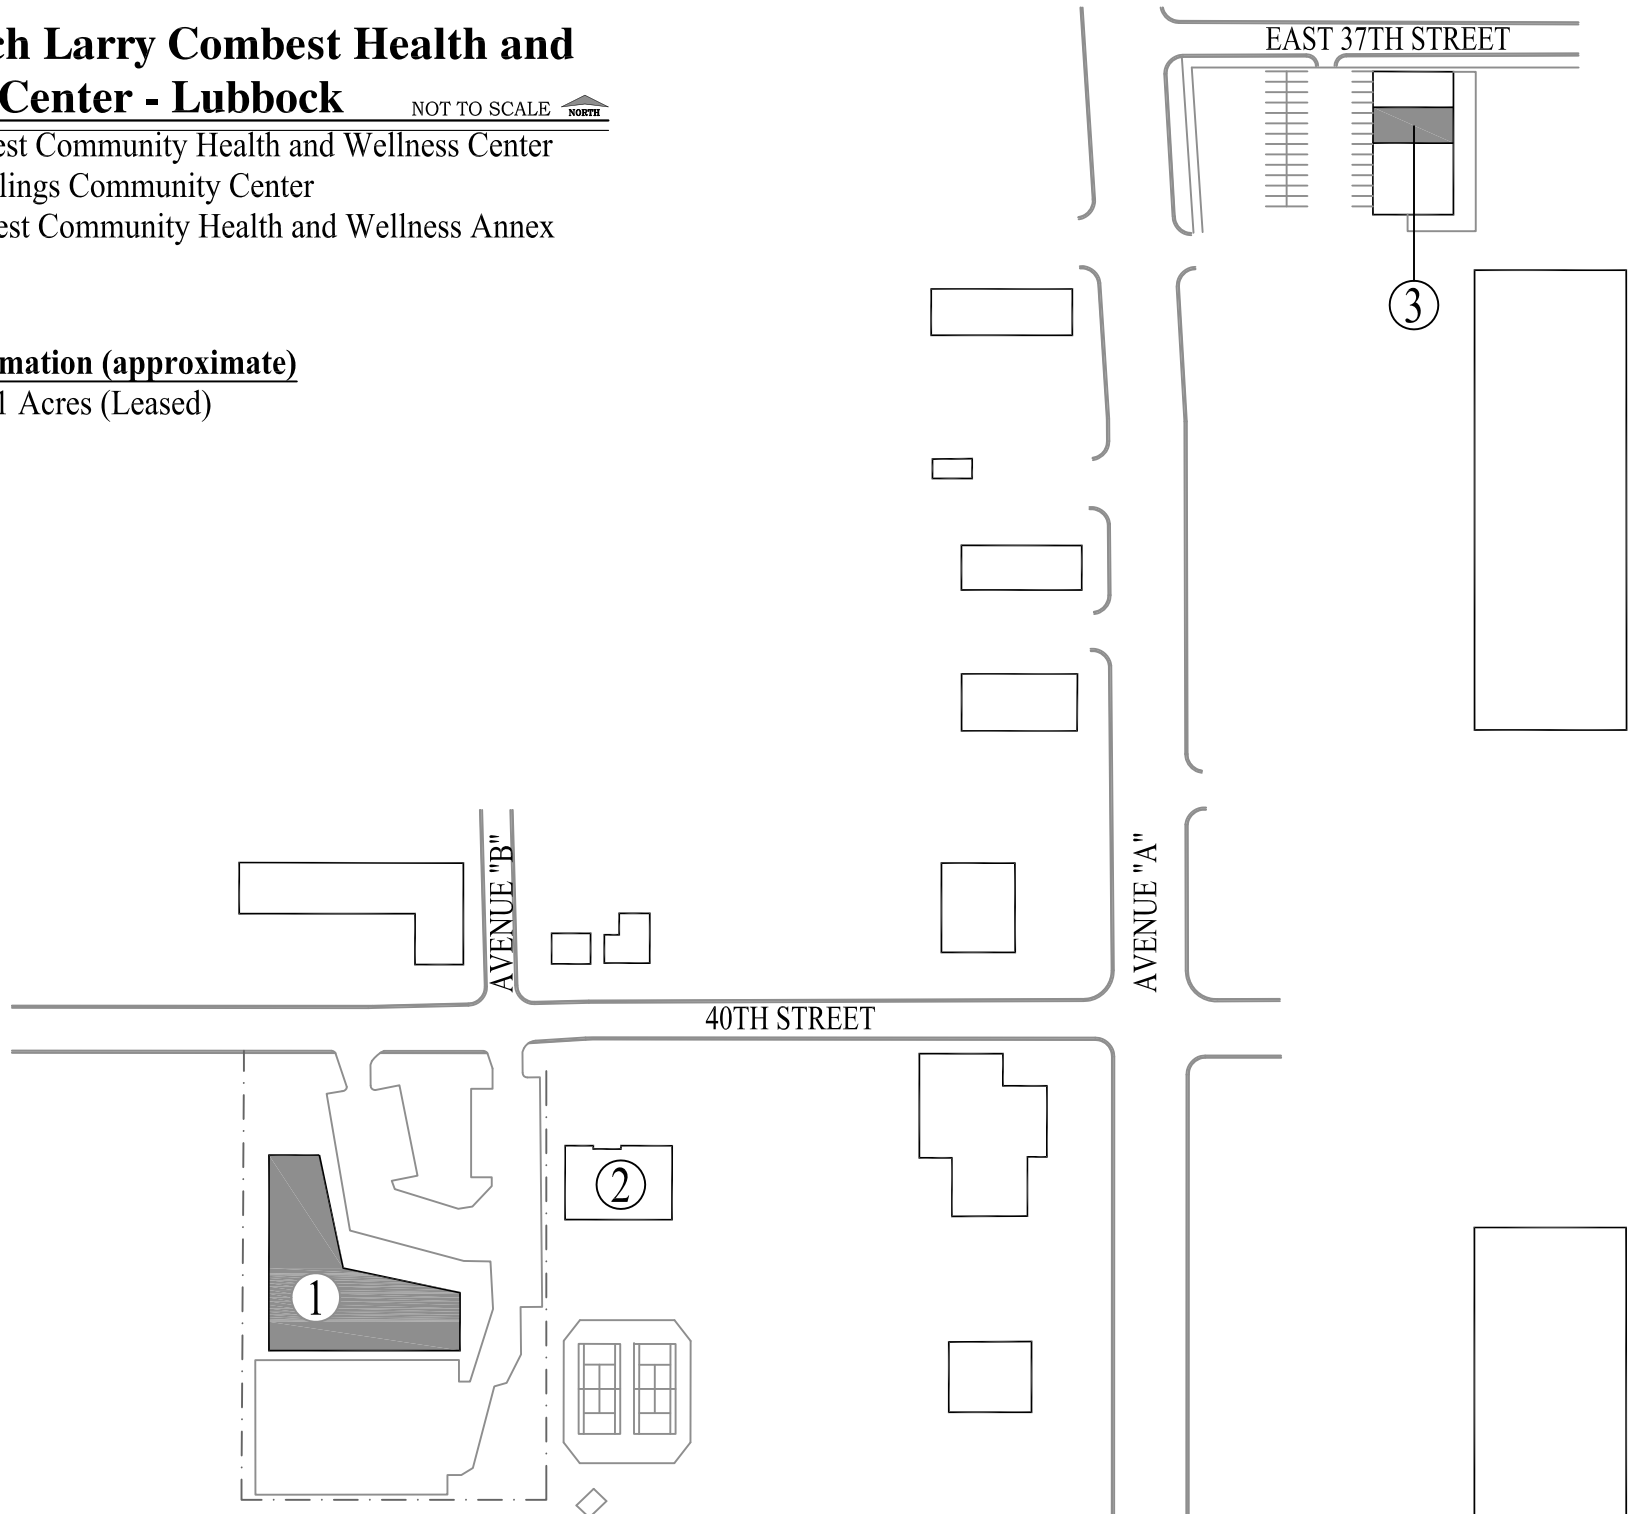 ch Larry Combest Health and
Center - Lubbock
NOT TO SCALE
NORTH
est Community Health and Wellness Center
lings Community Center
est Community Health and Wellness Annex
mation (approximate)
1 Acres (Leased)
EAST 37TH STREET
3
AVENUE "B"
AVENUE "A"
40TH STREET
2
1